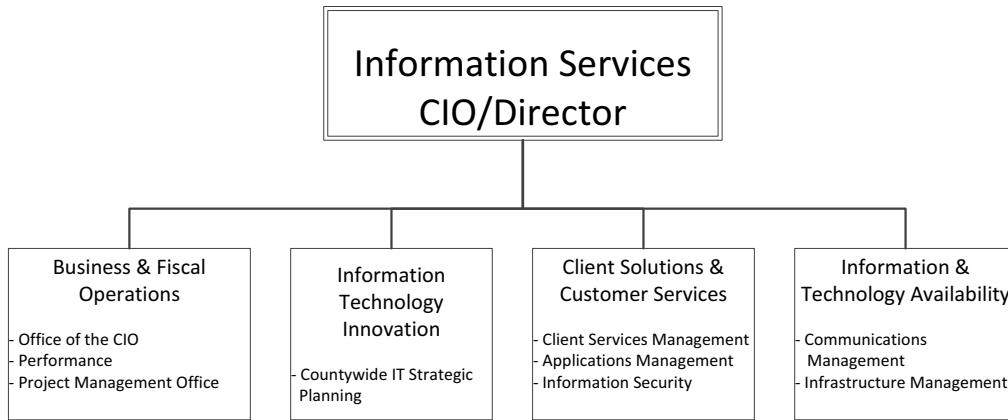 Information Services
CIO/Director
Business & Fiscal
Operations
- Office of the CIO
- Performance
- Project Management Office
Information
Technology
Innovation
- Countywide IT Strategic
Planning
Client Solutions &
Customer Services
- Client Services Management
- Applications Management
- Information Security
Information &
Technology Availability
- Communications
Management
- Infrastructure Management